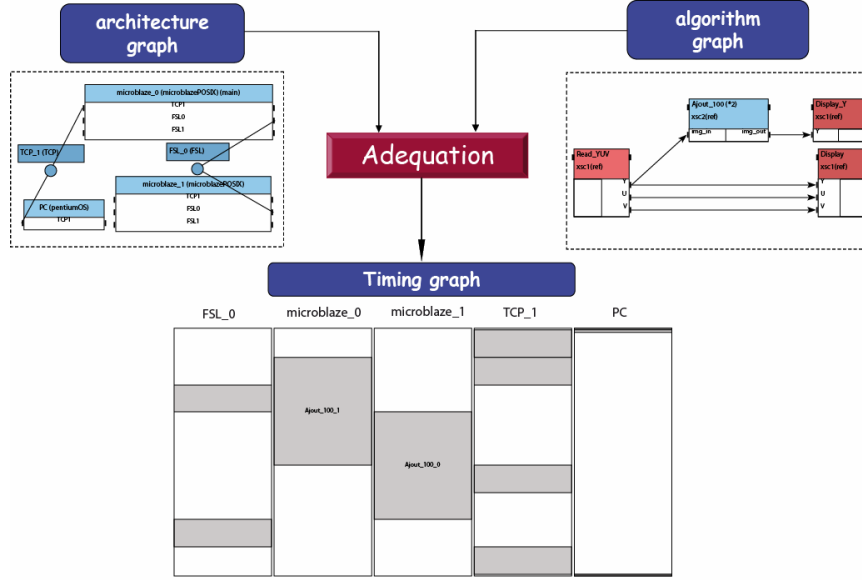 architecture
graph
algorithm
graph
microblaze_0 (microblazePOSIX) (main)
TCP1
FSL0
FSL1
TCP_1 (TCP)
FSL_0 (FSL)
microblaze_1 (microblazePOSIX)
TCP1
FSL0
FSL1
PC (pentiumOS)
TCP1
Adequation
Ajout_100 (*2)
xsc2(ref)
img_in img_out
Display_Y
xsc1(ref)
Y
Read_YUV
xsc1(ref)
Y
U
V
Display
xsc1(ref)
Y
U
V
Timing graph
FSL_0 microblaze_0 microblaze_1 TCP_1 PC
Ajout_100_1
Ajout_100_0